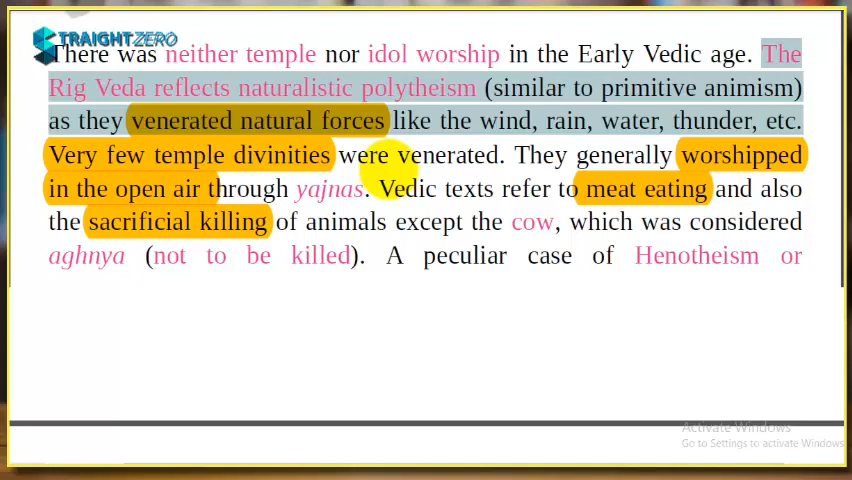 STRAIGHTZERO
There was neither temple nor idol worship in the Early Vedic age. The
Rig Veda reflects naturalistic polytheism (similar to primitive animism)
as they venerated natural forces like the wind, rain, water, thunder, etc.
Very few temple divinities were venerated. They generally worshipped
in the open air through yajnas. Vedic texts refer to meat eating and also
the sacrificial killing of animals except the cow, which was considered
aghnya (not to be killed). A peculiar case of Henotheism or
Activate Windows
Go to Settings to activate Windows